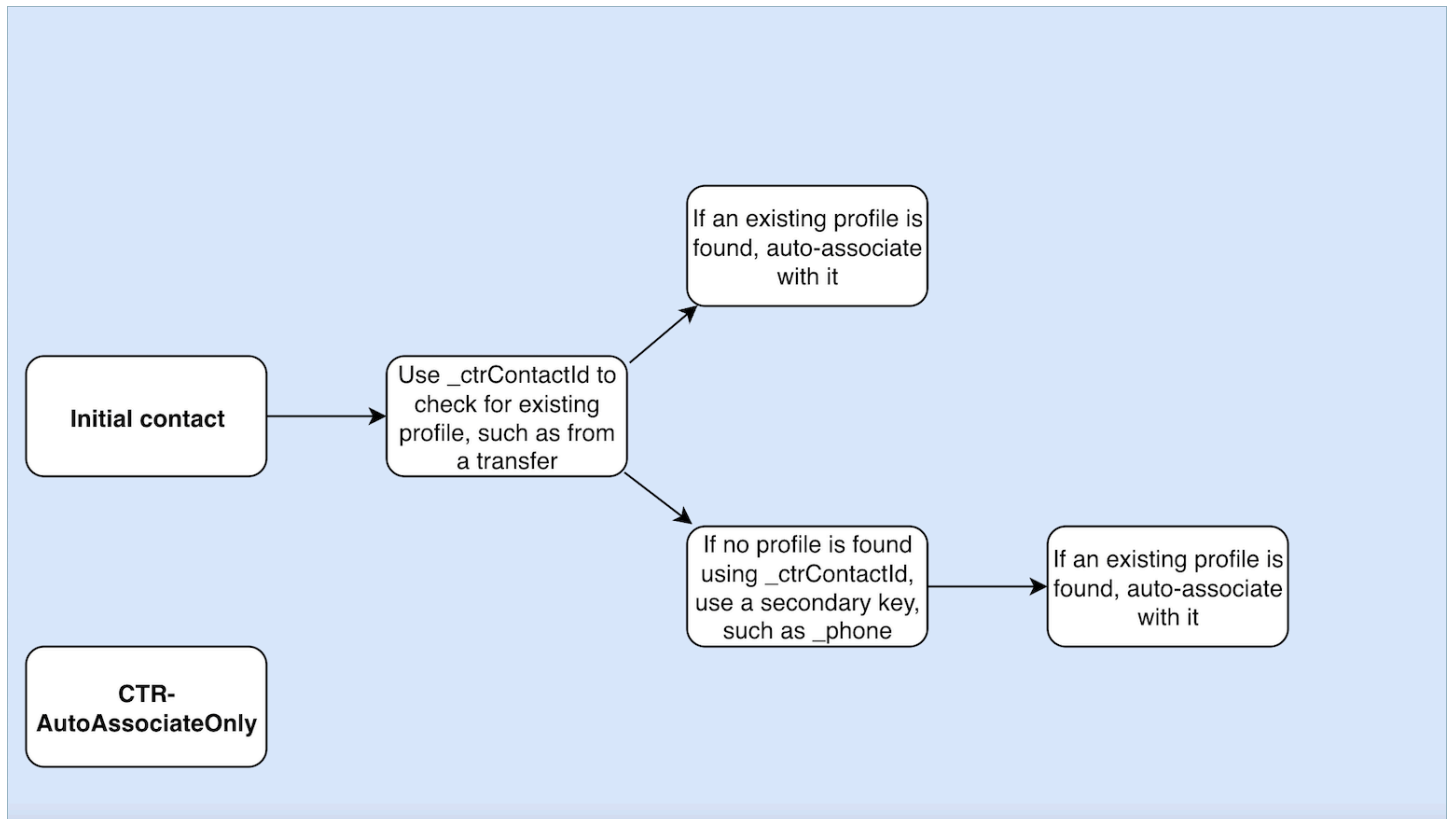 If an existing profile is
found, auto-associate
with it
Initial contact
Use _ctrContactId to
check for existing
profile, such as from
a transfer
If no profile is found
using _ctrContactId,
use a secondary key,
such as _phone
If an existing profile is
found, auto-associate
with it
CTR-
AutoAssociateOnly